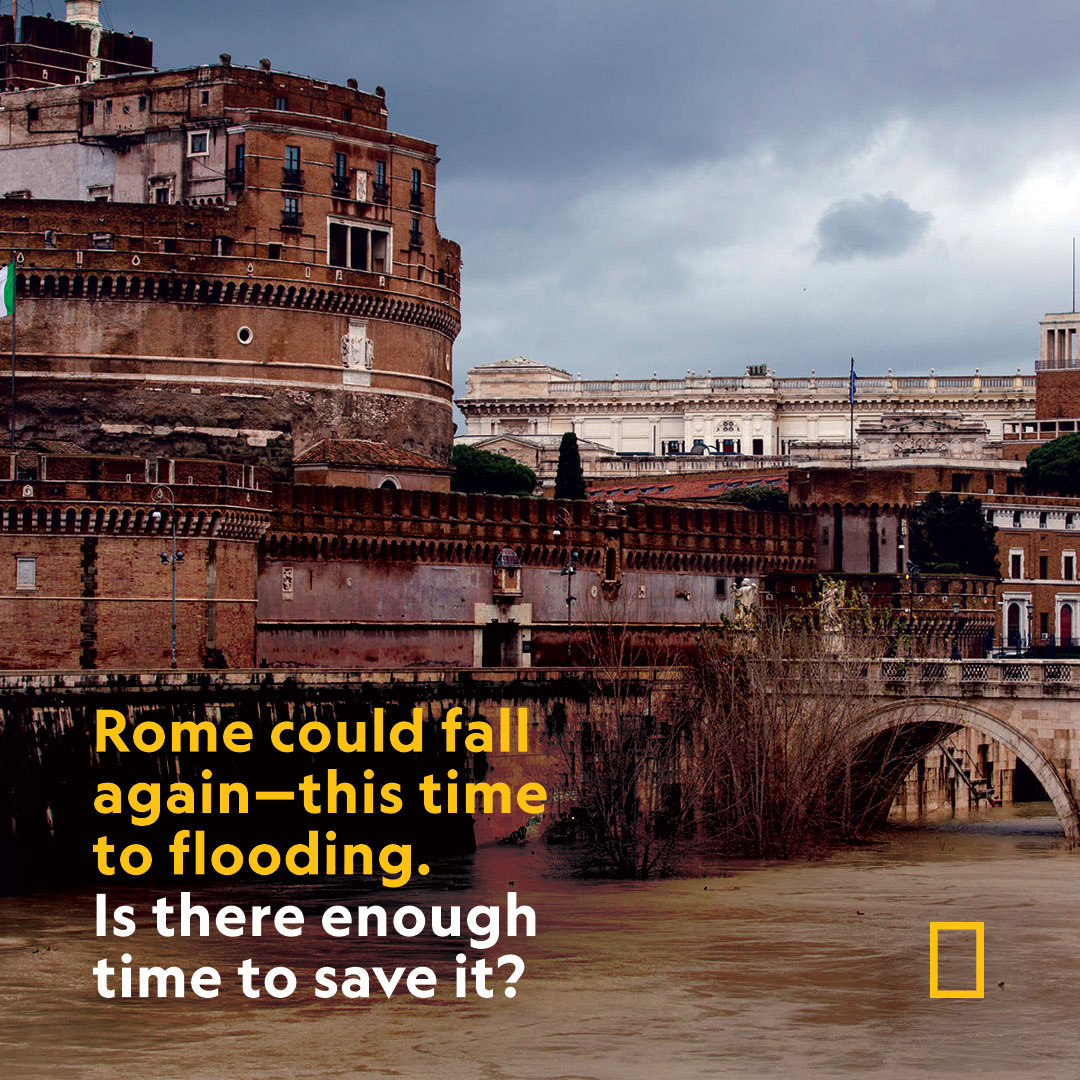 Rome could fall
again—this time
to flooding.
Is there enough
time to save it?